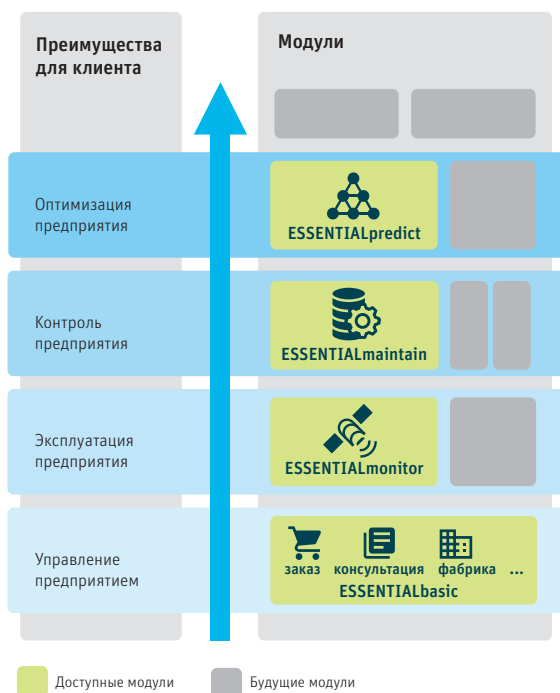 Преимущества
для клиента
Модули
Оптимизация
предприятия
ESSENTIALpredict
Контроль
предприятия
ESSENTIALmaintain
Эксплуатация
предприятия
ESSENTIALmonitor
Управление
предприятием
заказ консультация фабрика ...
ESSENTIALbasic
Доступные модули
Будущие модули